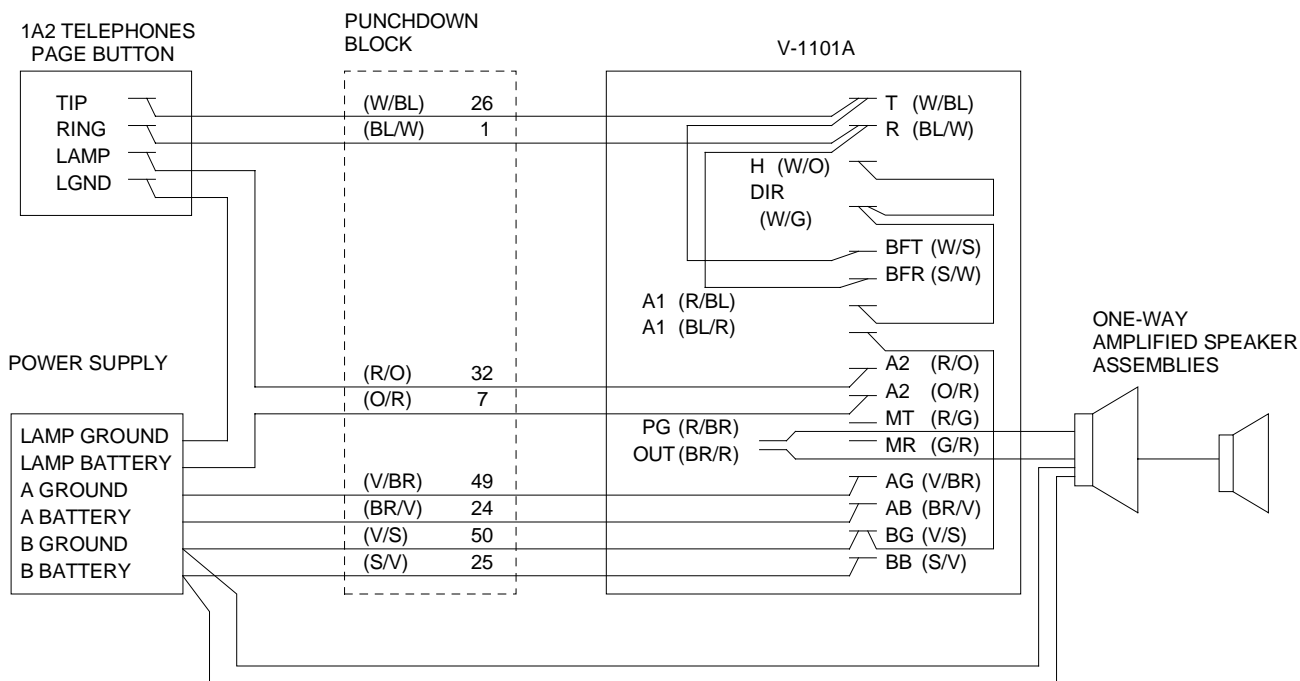 1A2 TELEPHONES
PAGE BUTTON
TIP
RING
LAMP
LGND
PUNCHDOWN
BLOCK
(W/BL) 26
(BL/W) 1
(R/O) 32
(O/R) 7
(V/BR) 49
(BR/V) 24
(V/S) 50
(S/V) 25
POWER SUPPLY
LAMP GROUND
LAMP BATTERY
A GROUND
A BATTERY
B GROUND
B BATTERY
V-1101A
T (W/BL)
R (BL/W)
H (W/O)
DIR
(W/G)
BFT (W/S)
BFR (S/W)
A1 (R/BL)
A1 (BL/R)
A2 (R/O)
A2 (O/R)
MT (R/G)
PG (R/BR)
MR (G/R)
OUT (BR/R)
AG (V/BR)
AB (BR/V)
BG (V/S)
BB (S/V)
ONE-WAY
AMPLIFIED SPEAKER
ASSEMBLIES